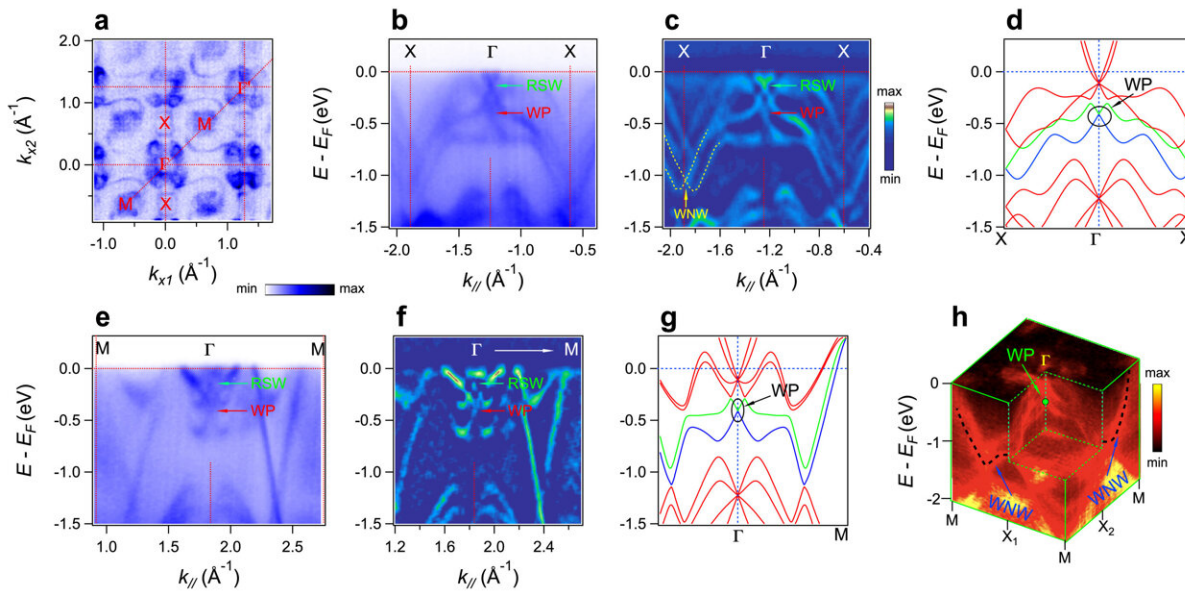 a
2.0
1.0
0.0
k_x2 (Å⁻¹)
Γ'
X
M
Γ
M
X
-1.0 0.0 1.0
k_x1 (Å⁻¹)
min max
b
X Γ X
0.0
-0.5
-1.0
-1.5
E - E_F (eV)
RSW
WP
-2.0 -1.5 -1.0 -0.5
k_// (Å⁻¹)
c
X Γ X
0.0
-0.5
-1.0
-1.5
RSW
WP
WNW
-2.0 -1.6 -1.2 -0.8 -0.4
k_// (Å⁻¹)
max
min
d
0.0
-0.5
-1.0
-1.5
E - E_F (eV)
WP
X Γ X
e
M Γ M
0.0
-0.5
-1.0
-1.5
E - E_F (eV)
RSW
WP
1.0 1.5 2.0 2.5
k_// (Å⁻¹)
f
Γ M
0.0
-0.5
-1.0
-1.5
RSW
WP
1.2 1.6 2.0 2.4
k_// (Å⁻¹)
g
0.0
-0.5
-1.0
-1.5
WP
Γ M
h
WP Γ
0
-1
-2
E - E_F (eV)
WNW
WNW
M
X₁
M
X₂
M
max
min